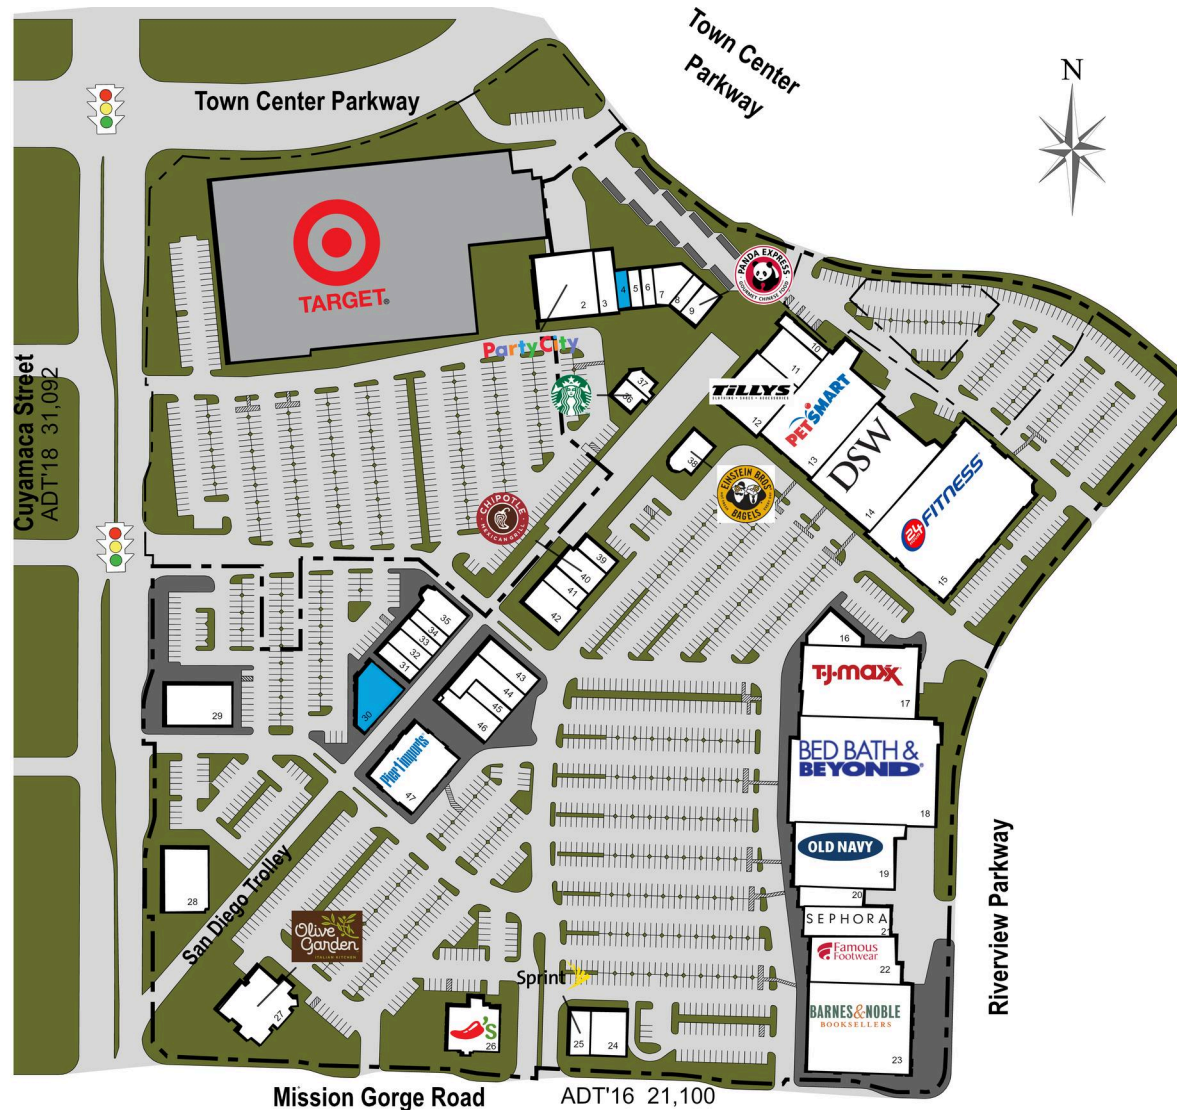 Town Center
Parkway
N
Town Center Parkway
TARGET®
PANDA EXPRESS
GOURMET CHINESE FOOD
2
3
4
5
6
7
8
9
Party City
Cuyamaca Street
ADT'18 31,092
37
36
38
10
11
12
TiLLYS
CLOTHING • SHOES • ACCESSORIES
PETSMART
13
DSW
14
24
FITNESS
15
EINSTEIN BROS
BAGELS
CHIPOTLE
MEXICAN GRILL
39
40
41
42
35
34
33
32
31
30
29
43
44
45
46
Pier 1 imports
47
16
T·J·maxx
17
BED BATH &
BEYOND®
18
OLD NAVY
19
20
SEPHORA
21
Famous
Footwear
22
BARNES&NOBLE
BOOKSELLERS
23
Riverview Parkway
28
San Diego Trolley
Olive
Garden
ITALIAN KITCHEN
27
's
26
Sprint
25
24
Mission Gorge Road
ADT'16 21,100